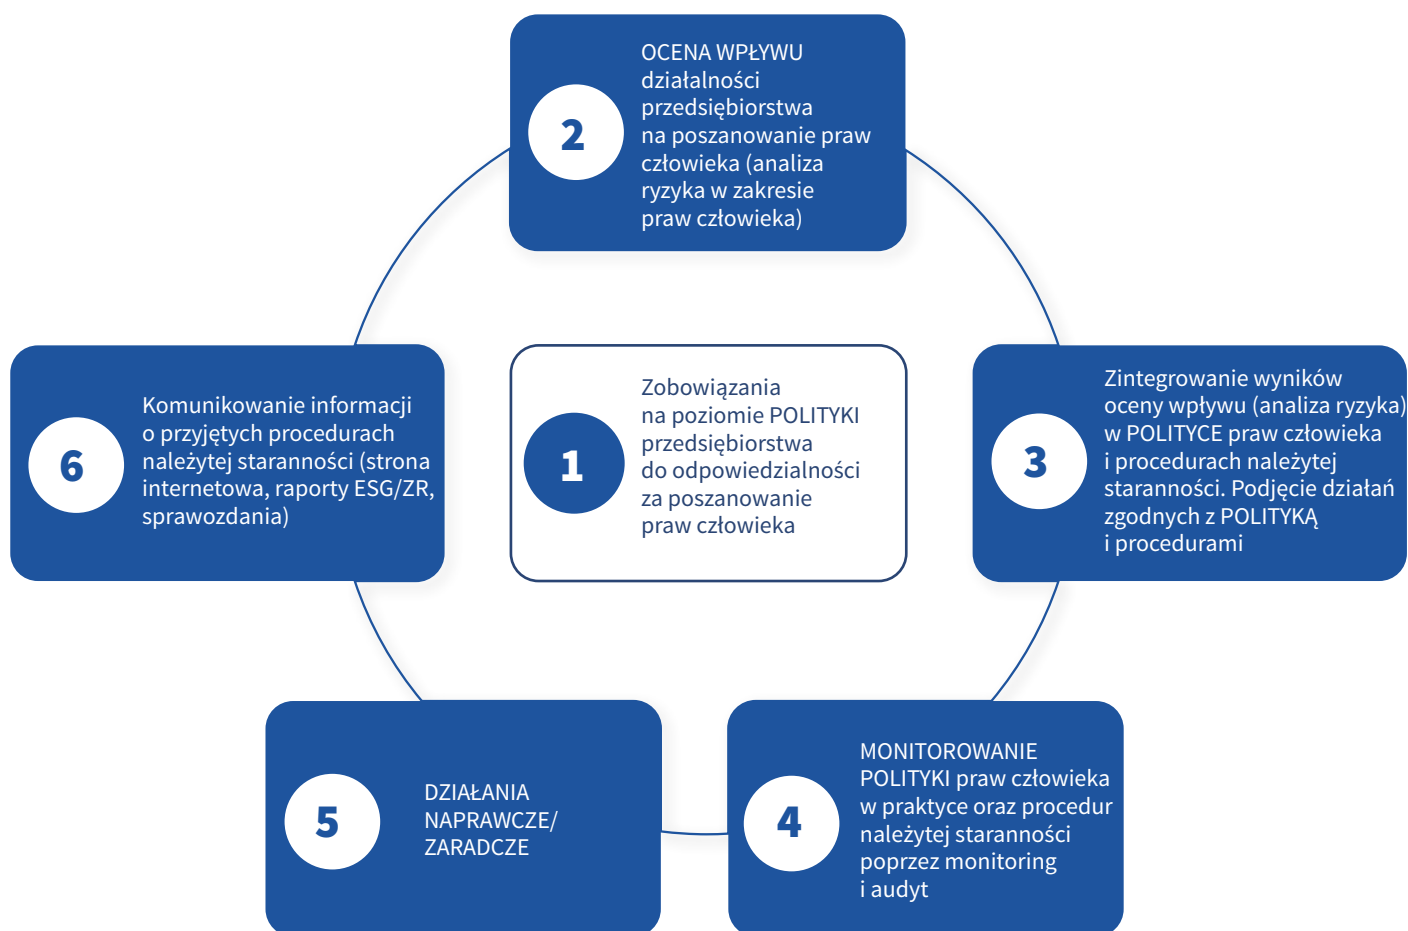 1
Zobowiązania
na poziomie POLITYKI
przedsiębiorstwa
do odpowiedzialności
za poszanowanie
praw człowieka
2
OCENA WPŁYWU
działalności
przedsiębiorstwa
na poszanowanie praw
człowieka (analiza
ryzyka w zakresie
praw człowieka)
3
Zintegrowanie wyników
oceny wpływu (analiza ryzyka)
w POLITYCE praw człowieka
i procedurach należytej
staranności. Podjęcie działań
zgodnych z POLITYKĄ
i procedurami
4
MONITOROWANIE
POLITYKI praw człowieka
w praktyce oraz procedur
należytej staranności
poprzez monitoring
i audyt
5
DZIAŁANIA
NAPRAWCZE/
ZARADCZE
6
Komunikowanie informacji
o przyjętych procedurach
należytej staranności (strona
internetowa, raporty ESG/ZR,
sprawozdania)